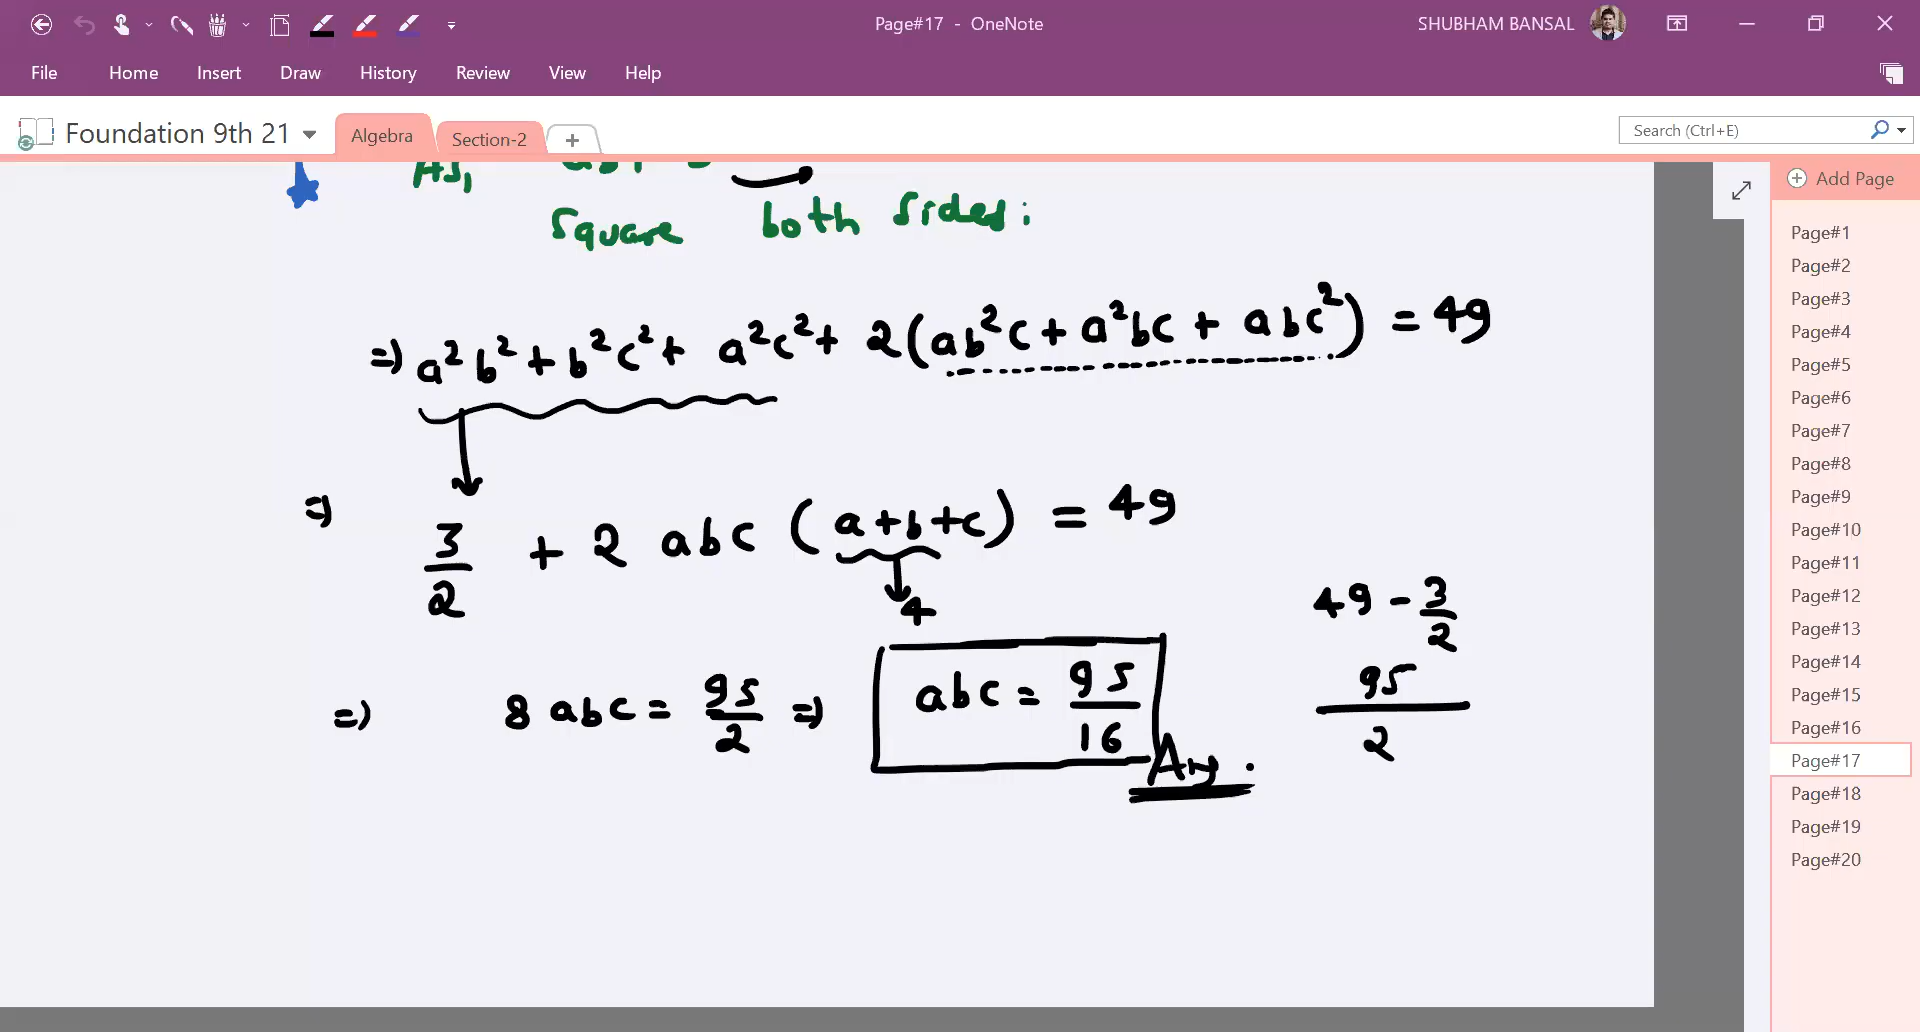 Page#17 - OneNote
SHUBHAM BANSAL
File Home Insert Draw History Review View Help
Foundation 9th 21
Algebra
Section-2
Search (Ctrl+E)
Add Page
As,
Square both sides:
⇒ a²b² + b²c² + a²c² + 2(ab²c + a²bc + abc²) = 49
⇒ 3/2 + 2 abc (a+b+c) = 49
4
49 - 3/2
95/2
⇒ 8 abc = 95/2 ⇒ abc = 95/16
Ans.
Page#1
Page#2
Page#3
Page#4
Page#5
Page#6
Page#7
Page#8
Page#9
Page#10
Page#11
Page#12
Page#13
Page#14
Page#15
Page#16
Page#17
Page#18
Page#19
Page#20